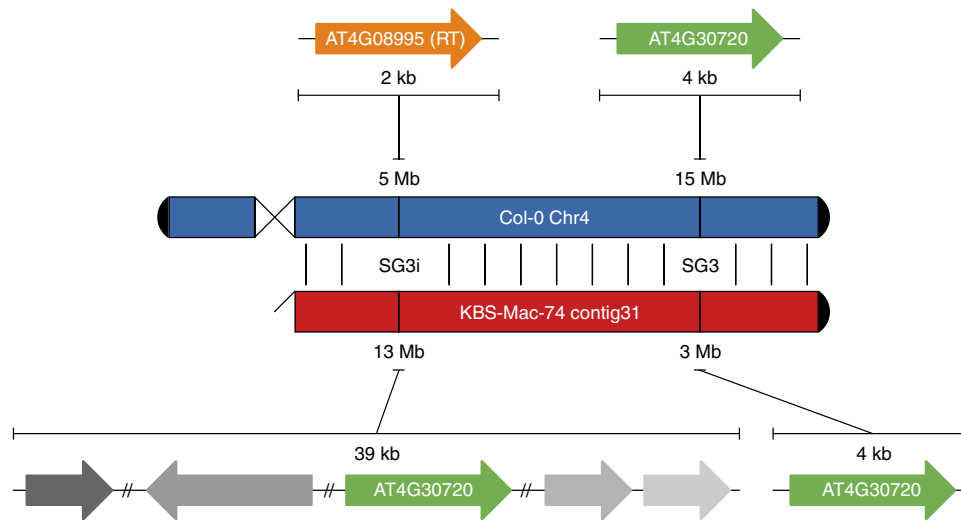 AT4G08995 (RT)
AT4G30720
2 kb
4 kb
5 Mb
15 Mb
Col-0 Chr4
SG3i
SG3
KBS-Mac-74 contig31
13 Mb
3 Mb
39 kb
4 kb
//
//
AT4G30720
//
AT4G30720